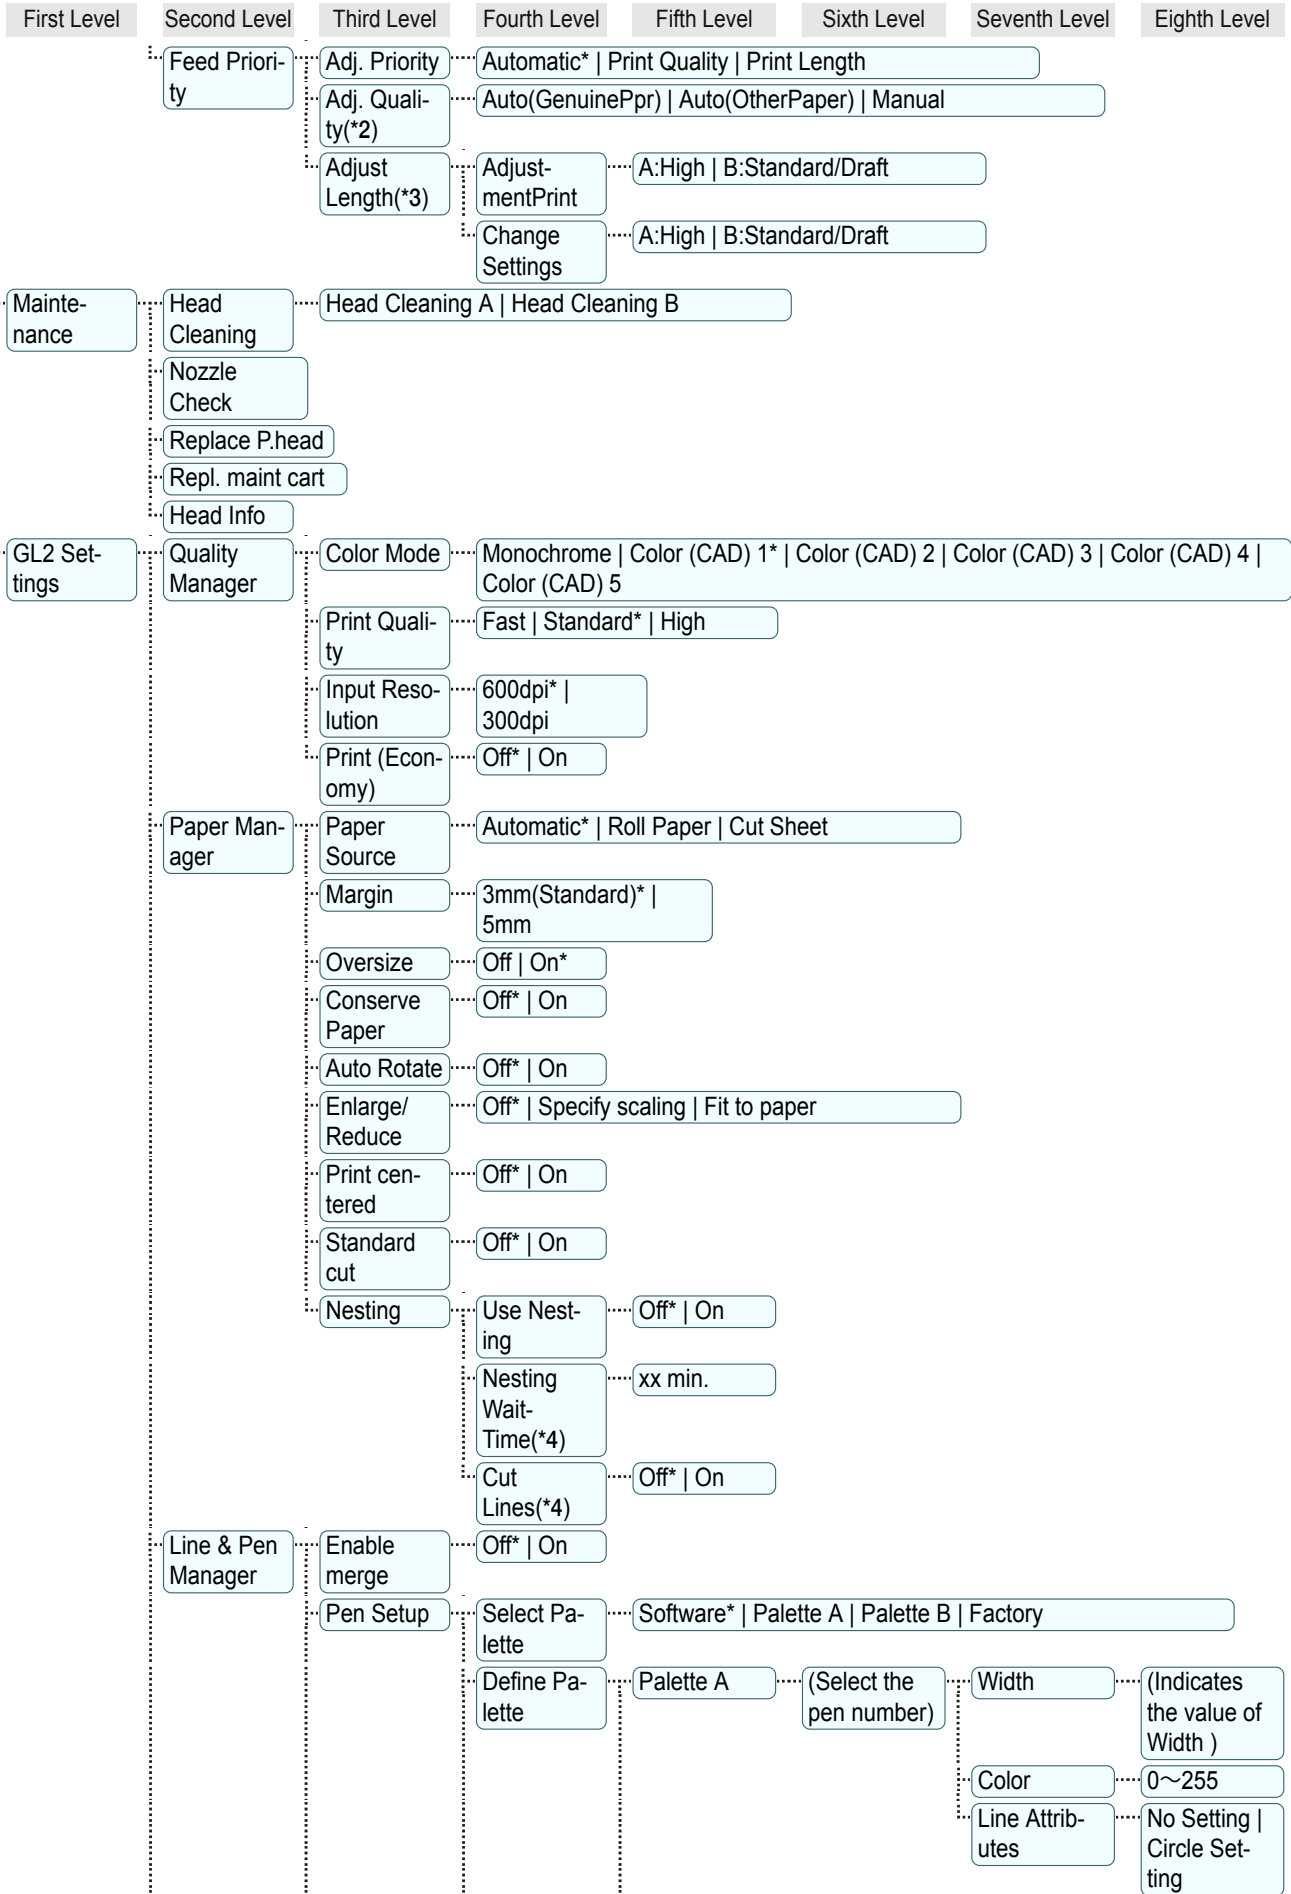 First Level Second Level Third Level Fourth Level Fifth Level Sixth Level Seventh Level Eighth Level
Feed Priori-
ty
Adj. Priority
Automatic* | Print Quality | Print Length
Adj. Quali-
ty(*2)
Auto(GenuinePpr) | Auto(OtherPaper) | Manual
Adjust
Length(*3)
Adjust-
mentPrint
A:High | B:Standard/Draft
Change
Settings
A:High | B:Standard/Draft
Mainte-
nance
Head
Cleaning
Head Cleaning A | Head Cleaning B
Nozzle
Check
Replace P.head
Repl. maint cart
Head Info
GL2 Set-
tings
Quality
Manager
Color Mode
Monochrome | Color (CAD) 1* | Color (CAD) 2 | Color (CAD) 3 | Color (CAD) 4 |
Color (CAD) 5
Print Quali-
ty
Fast | Standard* | High
Input Reso-
lution
600dpi* |
300dpi
Print (Econ-
omy)
Off* | On
Paper Man-
ager
Paper
Source
Automatic* | Roll Paper | Cut Sheet
Margin
3mm(Standard)* |
5mm
Oversize
Off | On*
Conserve
Paper
Off* | On
Auto Rotate
Off* | On
Enlarge/
Reduce
Off* | Specify scaling | Fit to paper
Print cen-
tered
Off* | On
Standard
cut
Off* | On
Nesting
Use Nest-
ing
Off* | On
Nesting
Wait-
Time(*4)
xx min.
Cut
Lines(*4)
Off* | On
Line & Pen
Manager
Enable
merge
Off* | On
Pen Setup
Select Pa-
lette
Software* | Palette A | Palette B | Factory
Define Pa-
lette
Palette A
(Select the
pen number)
Width
(Indicates
the value of
Width )
Color
0～255
Line Attrib-
utes
No Setting |
Circle Set-
ting